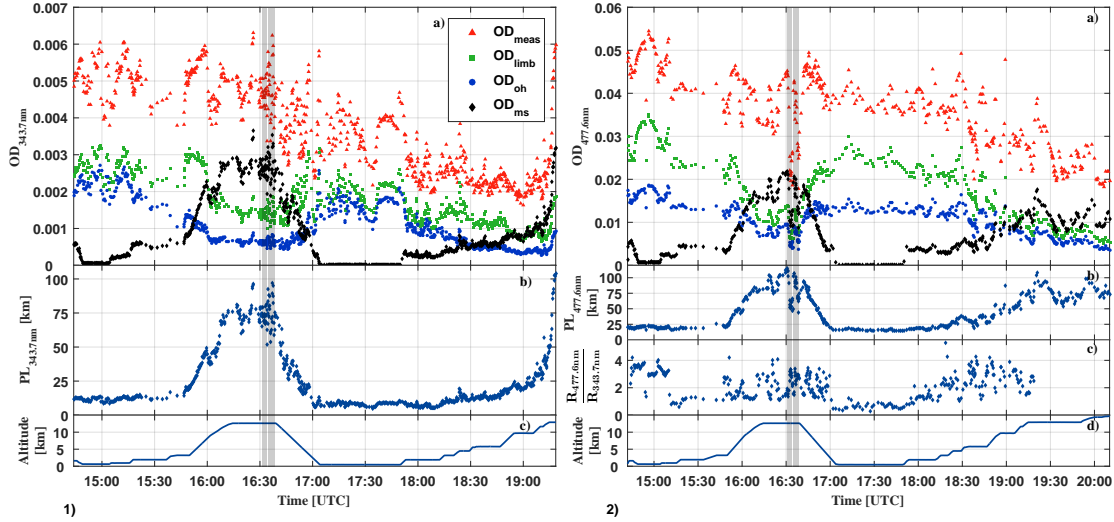 a)
0.007
0.006
0.005
0.004
0.003
0.002
0.001
0
OD343.7nm
ODmeas
ODlimb
ODoh
ODms
b)
100
75
50
25
0
PL343.7nm [km]
c)
10
5
0
Altitude [km]
15:00 15:30 16:00 16:30 17:00 17:30 18:00 18:30 19:00
Time [UTC]
1)
a)
0.06
0.05
0.04
0.03
0.02
0.01
0
OD477.6nm
b)
100
75
50
25
0
PL477.6nm [km]
c)
4
2
0
R477.6nm
R343.7nm
d)
10
5
0
Altitude [km]
15:00 15:30 16:00 16:30 17:00 17:30 18:00 18:30 19:00 19:30 20:00
Time [UTC]
2)